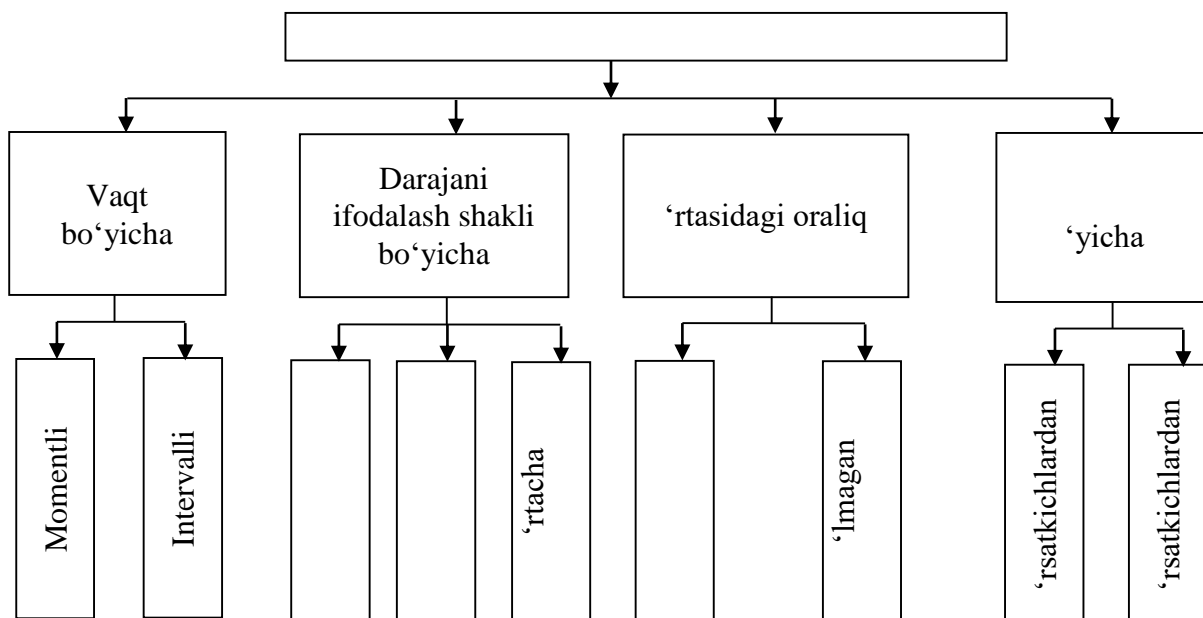 Vaqt
bo‘yicha
Darajani
ifodalash shakli
bo‘yicha
‘rtasidagi oraliq
‘yicha
Momentli
Intervalli
‘rtacha
‘lmagan
‘rsatkichlardan
‘rsatkichlardan